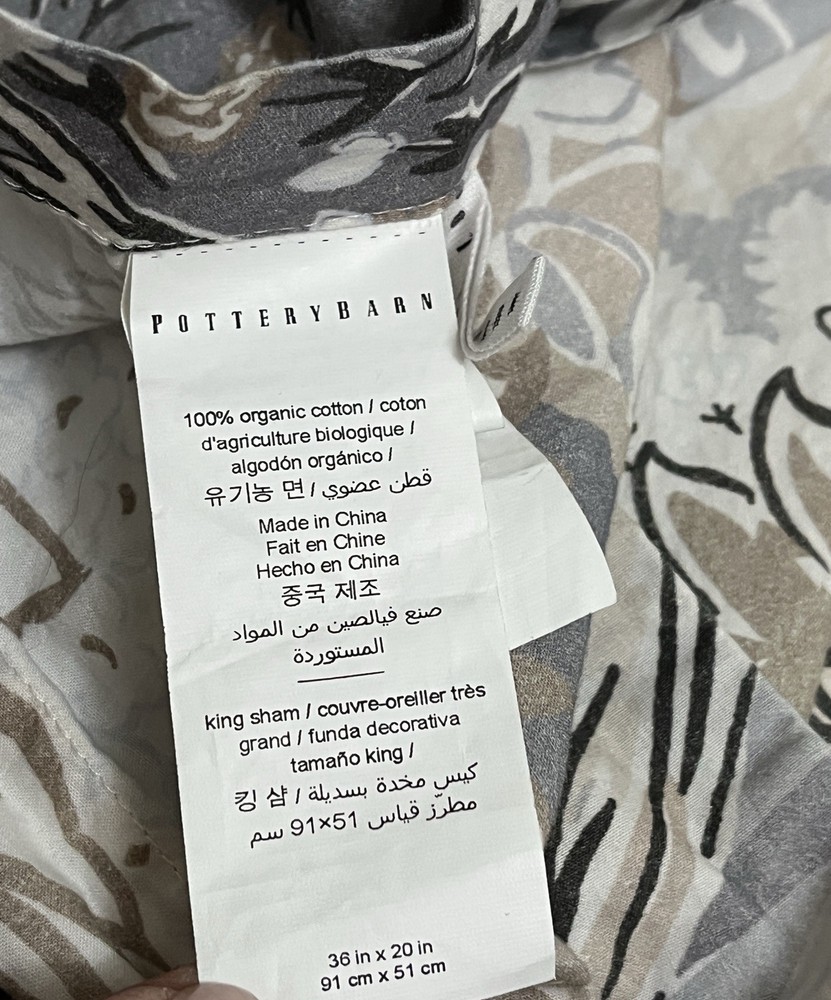 POTTERYBARN
100% organic cotton / coton
d'agriculture biologique /
algodón orgánico /
유기농 면 / قطن عضوي
Made in China
Fait en Chine
Hecho en China
중국 제조
صنع فيالصين من المواد
المستوردة
king sham / couvre-oreiller très
grand / funda decorativa
tamaño king /
킹 샴 / كيس مخدة بسديلة
مطرّز قياس 51×91 سم
36 in x 20 in
91 cm x 51 cm